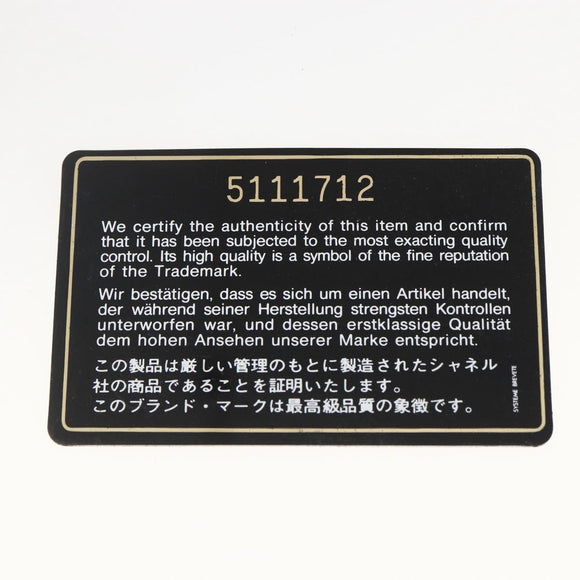 5111712
We certify the authenticity of this item and confirm
that it has been subjected to the most exacting quality
control. Its high quality is a symbol of the fine reputation
of the Trademark.
Wir bestätigen, dass es sich um einen Artikel handelt,
der während seiner Herstellung strengsten Kontrollen
unterworfen war, und dessen erstklassige Qualität
dem hohen Ansehen unserer Marke entspricht.
この製品は厳しい管理のもとに製造されたシャネル
社の商品であることを証明いたします。
このブランド・マークは最高級品質の象徴です。
SYSTEME BREVETE